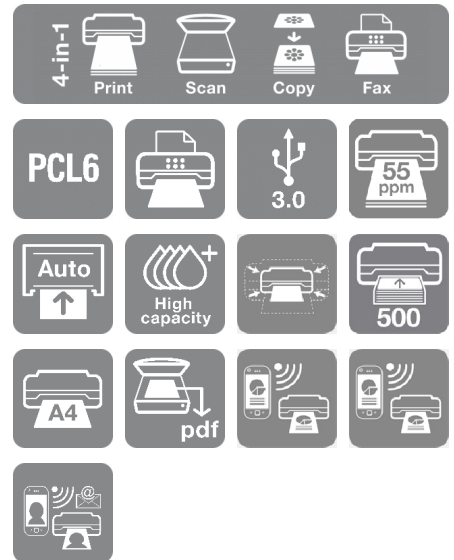 4-in-1
Print
Scan
Copy
Fax
PCL6
3.0
55
ppm
Auto
High
capacity
500
A4
pdf
@